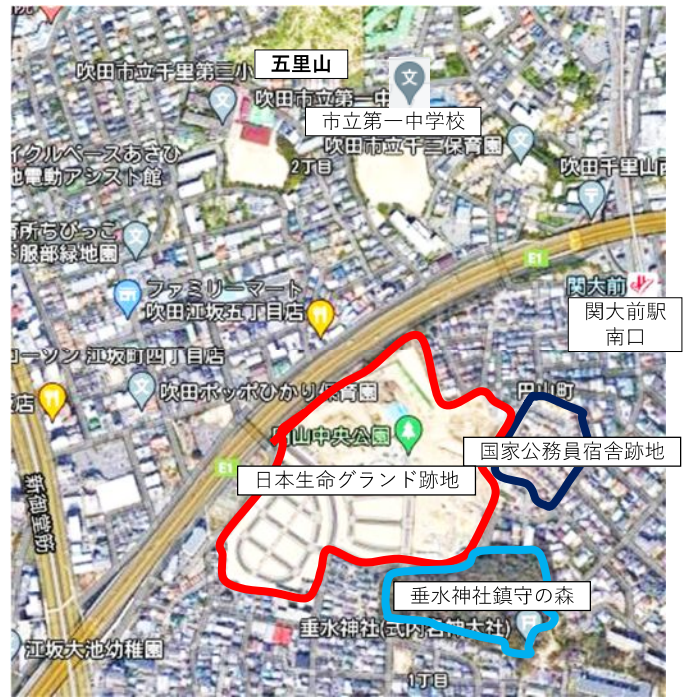 五里山
吹田市立千里第三小
吹田市立第一中
市立第一中学校
吹田市立千三保育園
2丁目
イクルベースあさひ
地電動アシスト館
吹田千里山西
所ちびっこ
服部緑地園
E1
ファミリーマート
吹田江坂五丁目店
関大前
関大前駅
南口
ローソン 江坂町四丁目店
店
吹田ポッポひかり保育園
円山町
円山中央公園
国家公務員宿舎跡地
E1
日本生命グランド跡地
新御堂筋
垂水神社鎮守の森
垂水神社(式内名神大社)
江坂大池幼稚園
1丁目